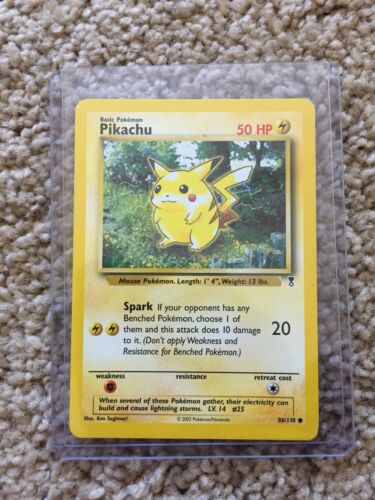 Basic Pokémon
Pikachu 50 HP
Mouse Pokémon. Length: 1' 4", Weight: 13 lbs.
Spark If your opponent has any
Benched Pokémon, choose 1 of
them and this attack does 10 damage
to it. (Don't apply Weakness and
Resistance for Benched Pokémon.)
20
weakness resistance retreat cost
When several of these Pokémon gather, their electricity can
build and cause lightning storms. LV. 14 #25
Illus. Ken Sugimori © 2002 Pokémon/Nintendo 86/110